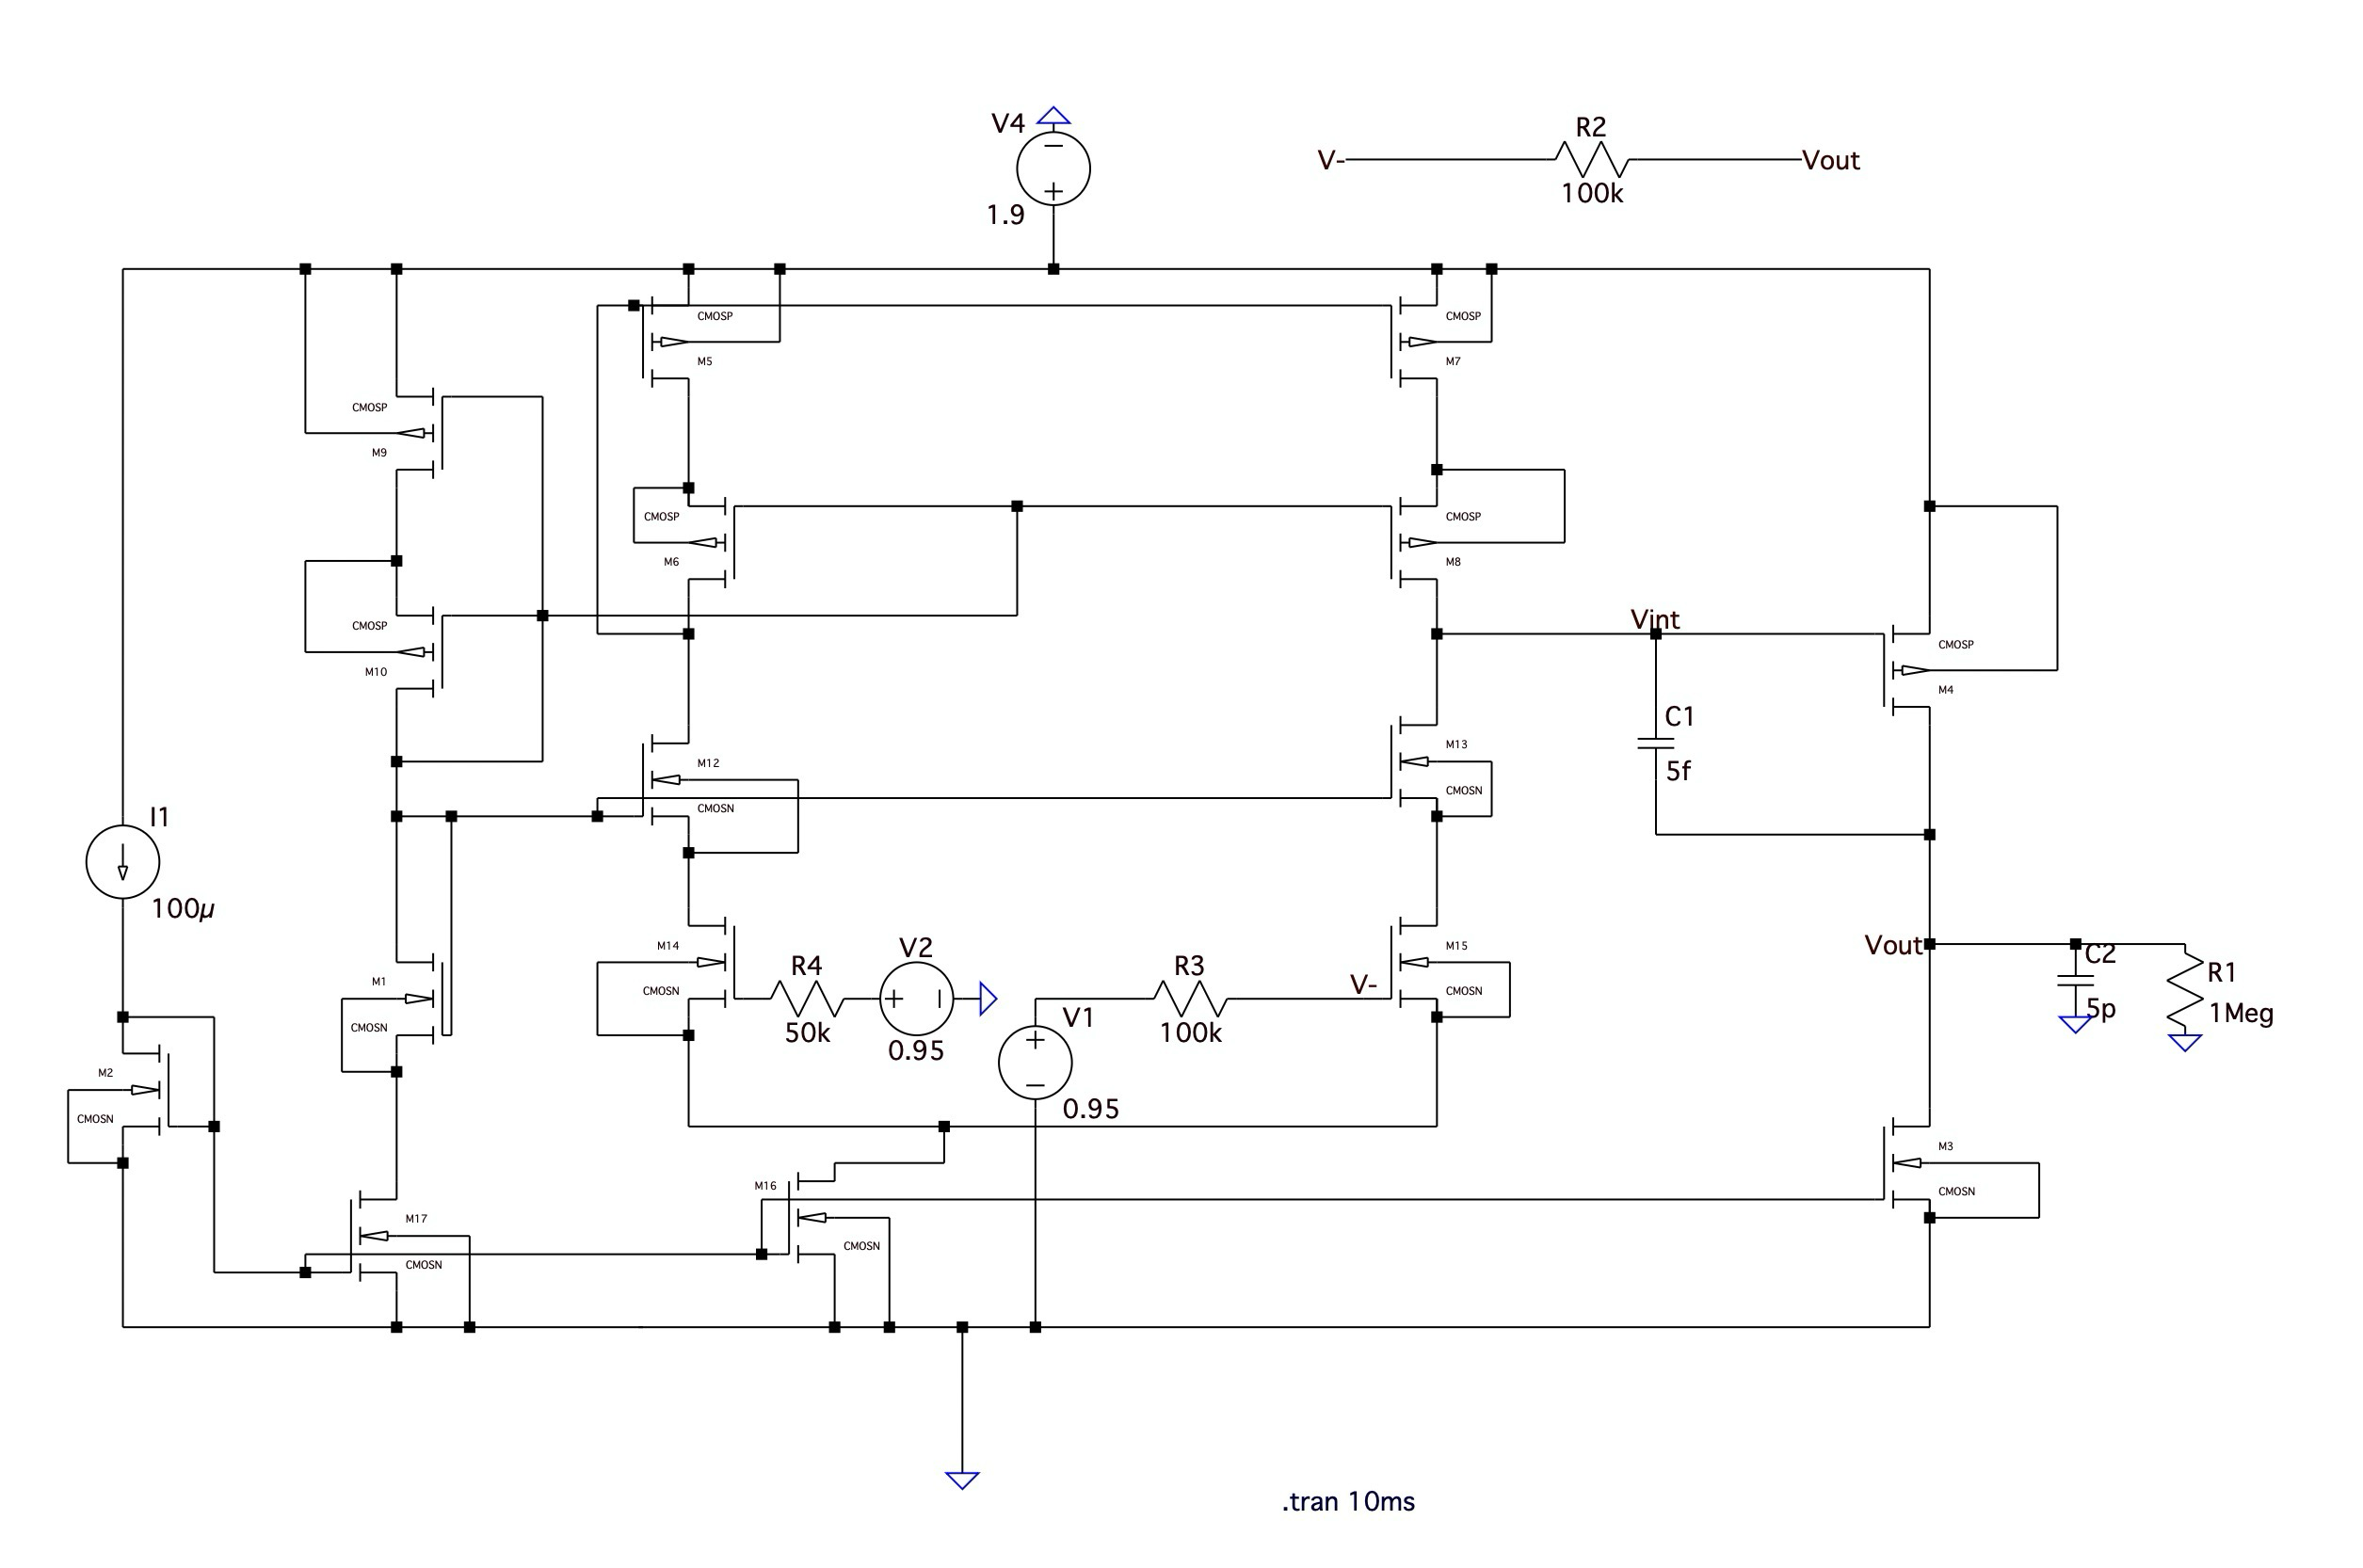 V4
1.9
R2
V-
Vout
100k
CMOSP
M5
CMOSP
M7
CMOSP
M9
CMOSP
M6
CMOSP
M8
CMOSP
M10
Vint
CMOSP
M4
C1
5f
M12
CMOSN
M13
CMOSN
I1
100µ
M1
CMOSN
M14
CMOSN
R4
50k
V2
0.95
V1
0.95
R3
100k
V-
M15
CMOSN
Vout
C2
5p
R1
1Meg
M2
CMOSN
M17
CMOSN
M16
CMOSN
M3
CMOSN
.tran 10ms